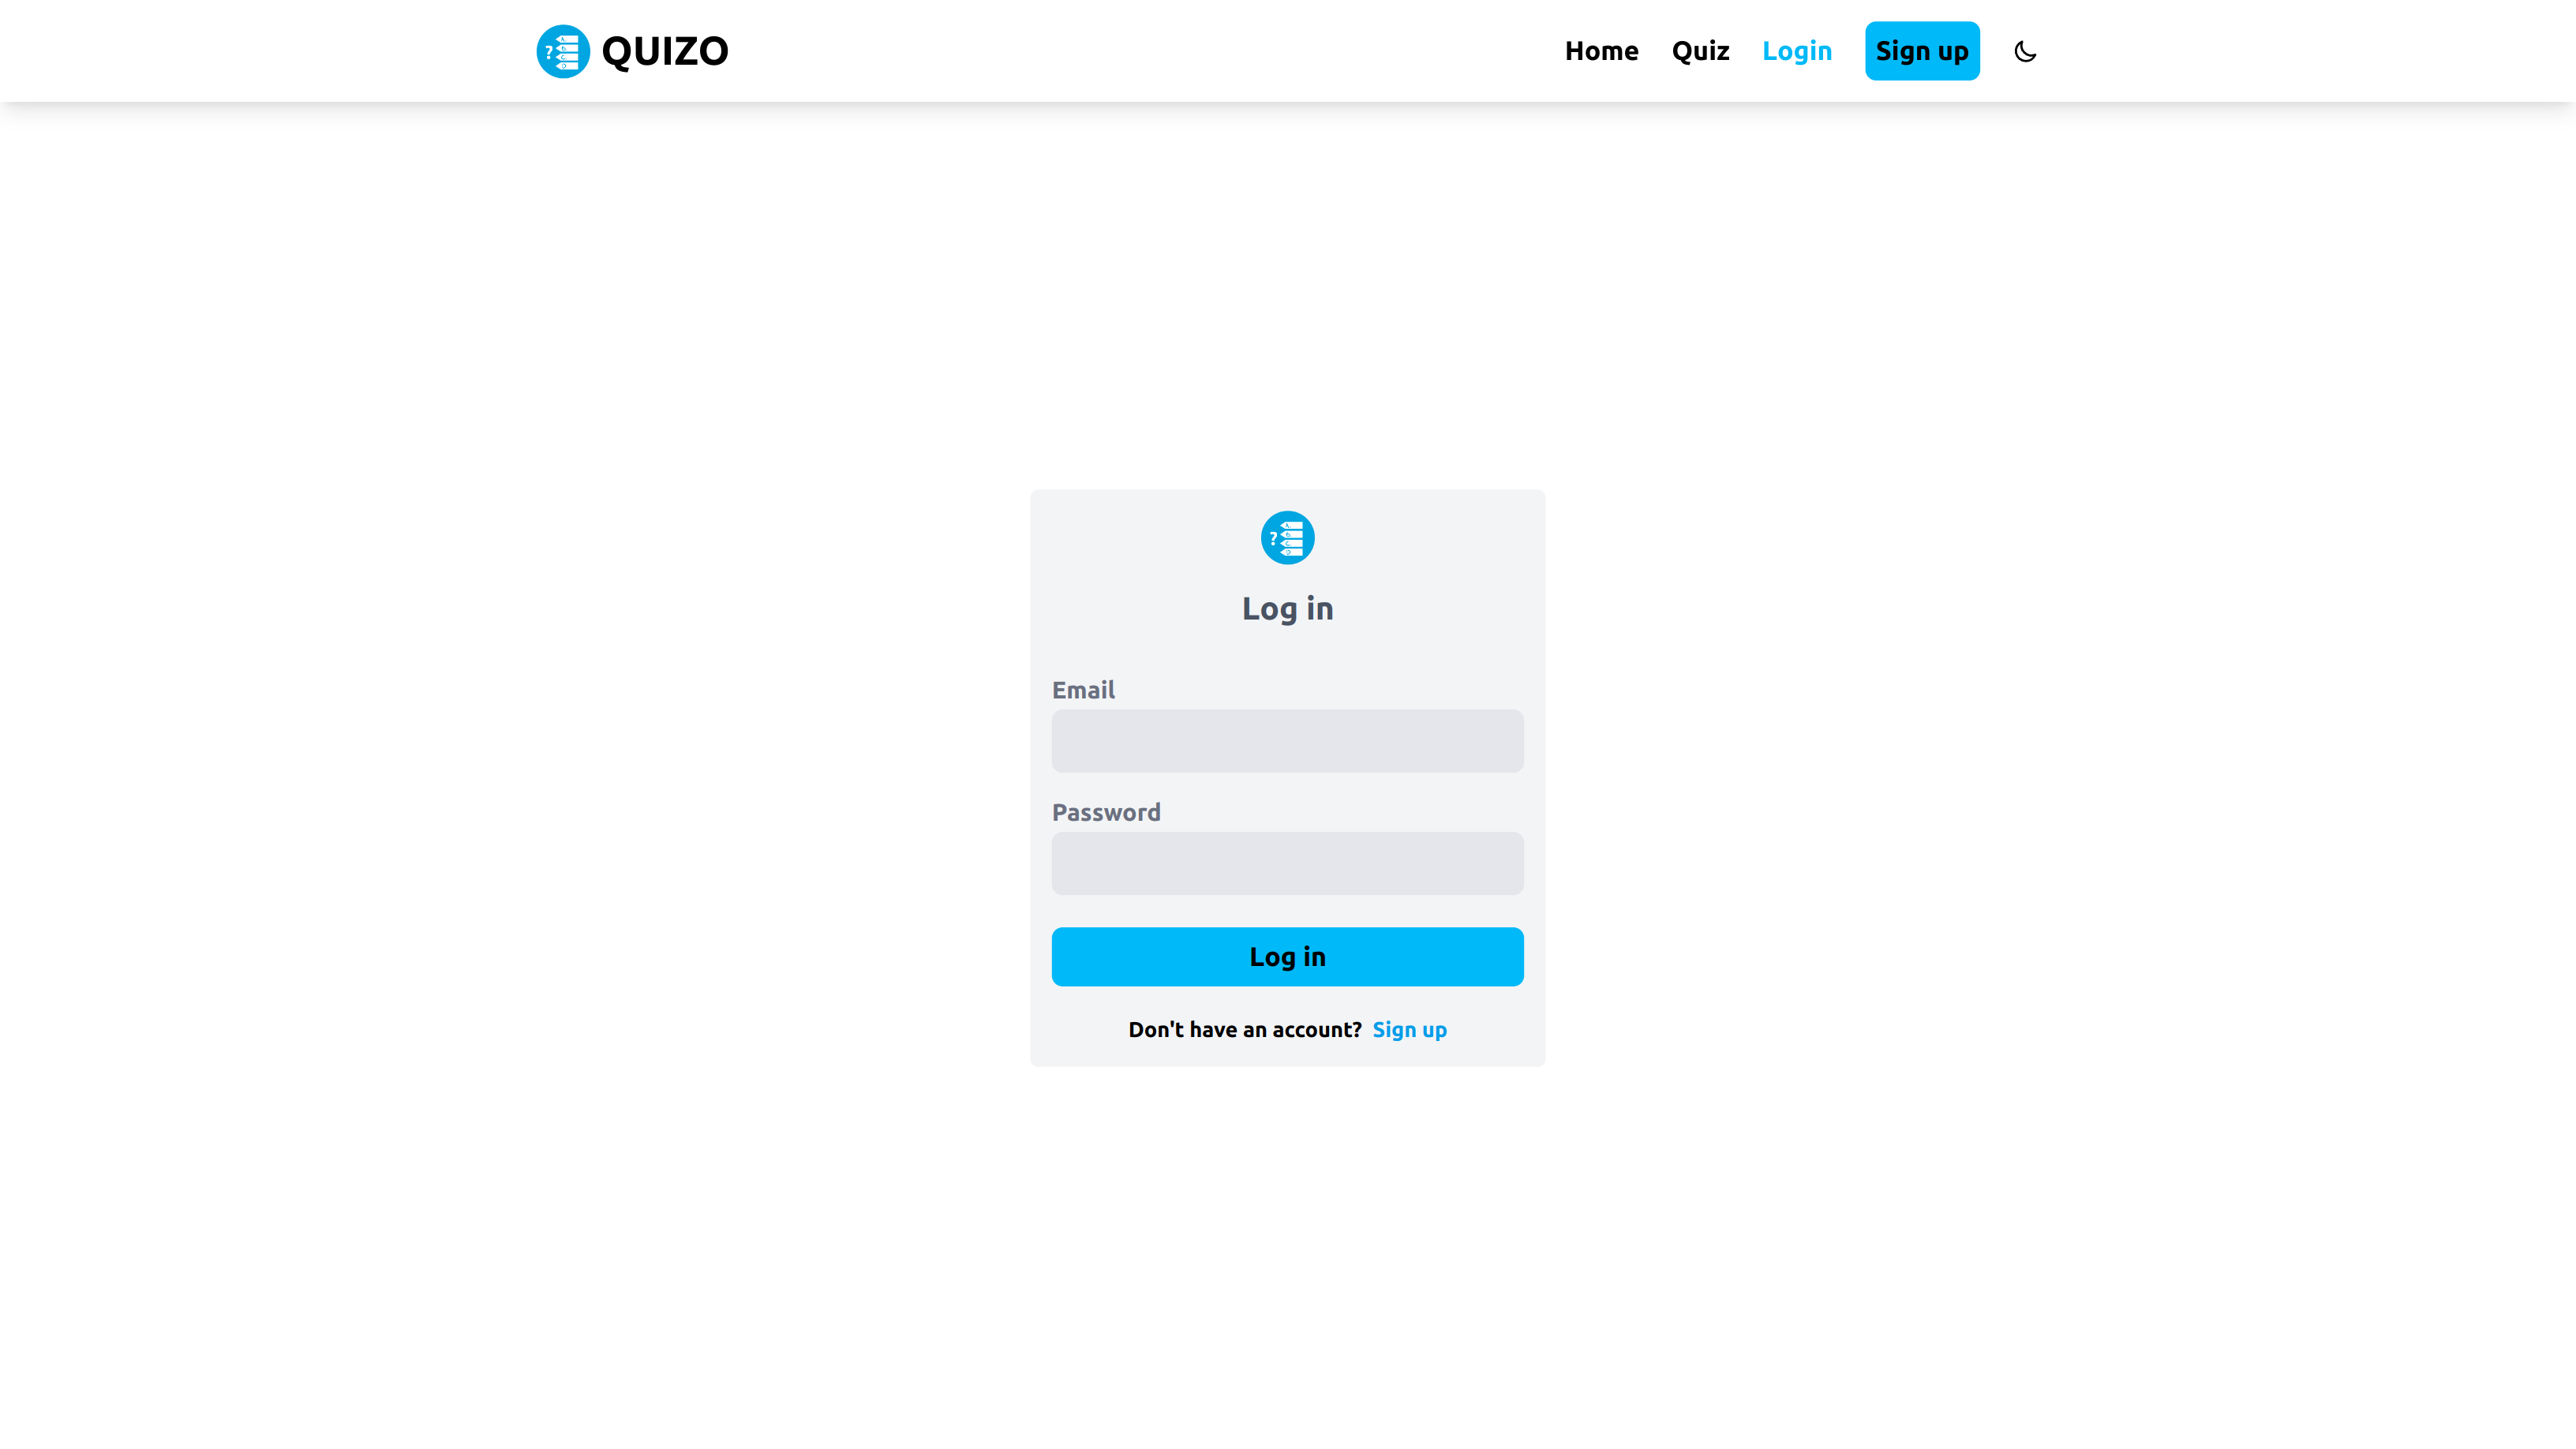 QUIZO
Home Quiz Login Sign up
Log in
Email
Password
Log in
Don't have an account? Sign up